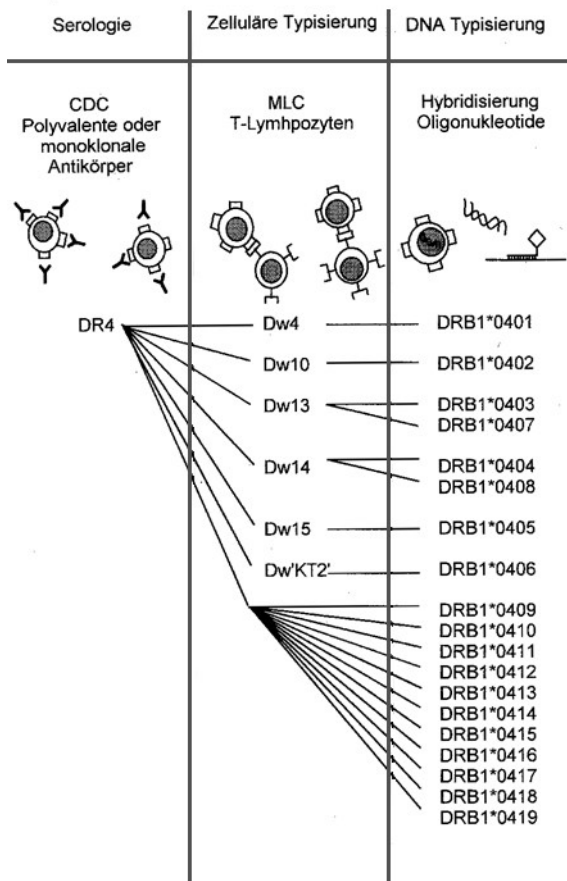 Serologie
Zelluläre Typisierung
DNA Typisierung
CDC
Polyvalente oder
monoklonale
Antikörper
MLC
T-Lymhpozyten
Hybridisierung
Oligonukleotide
DR4
Dw4
DRB1*0401
Dw10
DRB1*0402
Dw13
DRB1*0403
DRB1*0407
Dw14
DRB1*0404
DRB1*0408
Dw15
DRB1*0405
Dw'KT2'
DRB1*0406
DRB1*0409
DRB1*0410
DRB1*0411
DRB1*0412
DRB1*0413
DRB1*0414
DRB1*0415
DRB1*0416
DRB1*0417
DRB1*0418
DRB1*0419